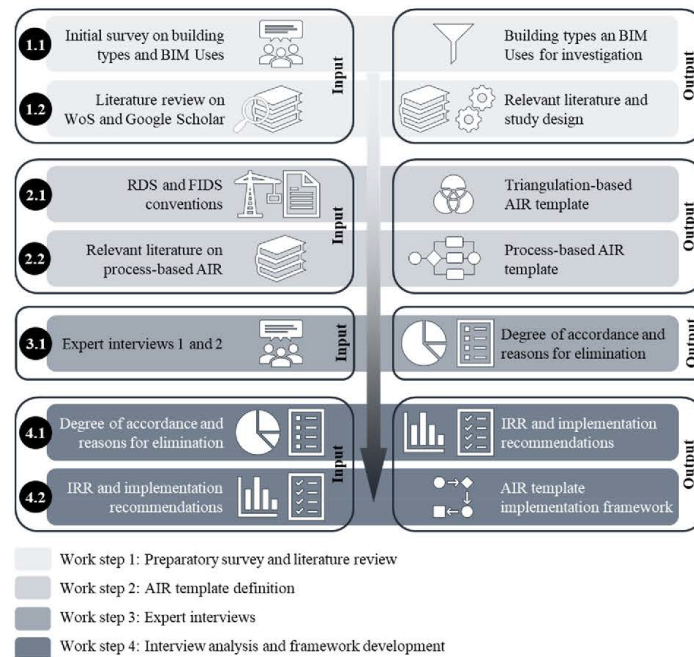 1.1
Initial survey on building
types and BIM Uses
Building types an BIM
Uses for investigation
1.2
Literature review on
WoS and Google Scholar
Relevant literature and
study design
Input
Output
2.1
RDS and FIDS
conventions
Triangulation-based
AIR template
2.2
Relevant literature on
process-based AIR
Process-based AIR
template
Input
Output
3.1
Expert interviews 1 and 2
Degree of accordance and
reasons for elimination
Input
Output
4.1
Degree of accordance and
reasons for elimination
IRR and implementation
recommendations
4.2
IRR and implementation
recommendations
AIR template
implementation framework
Input
Output
Work step 1: Preparatory survey and literature review
Work step 2: AIR template definition
Work step 3: Expert interviews
Work step 4: Interview analysis and framework development